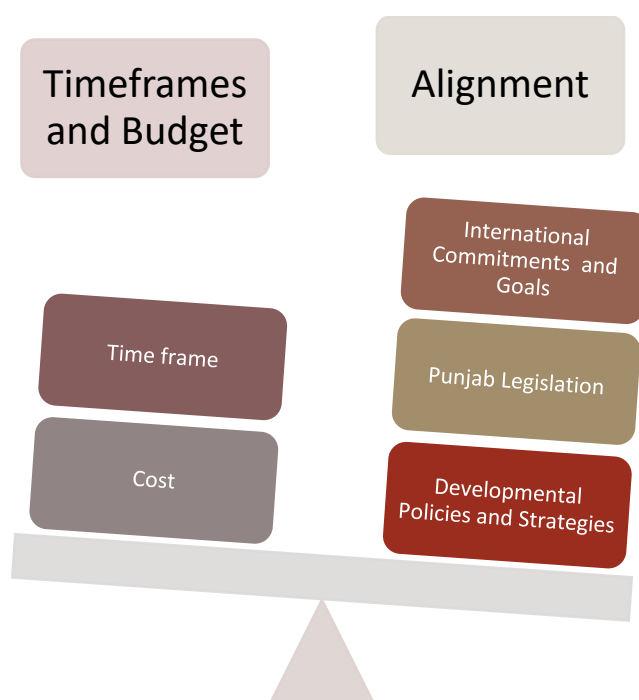 Timeframes
and Budget
Alignment
International
Commitments and
Goals
Time frame
Punjab Legislation
Cost
Developmental
Policies and Strategies